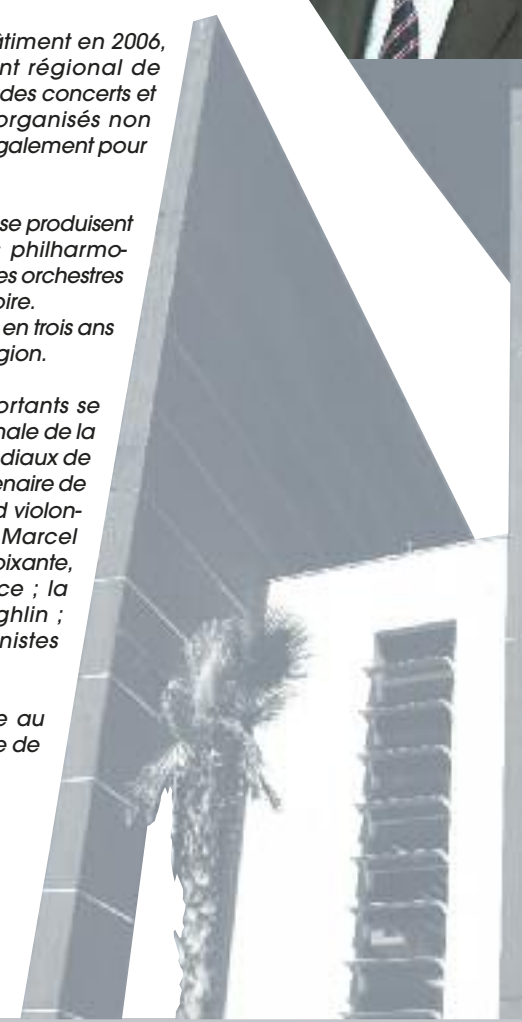 âtiment en 2006,
nt régional de
des concerts et
organisés non
galement pour
se produisent
philharmo-
es orchestres
oire.
en trois ans
gion.
ortants se
nale de la
diaux de
enaire de
d violon-
Marcel
oixante,
ce ; la
ghlin ;
nistes
e au
e de